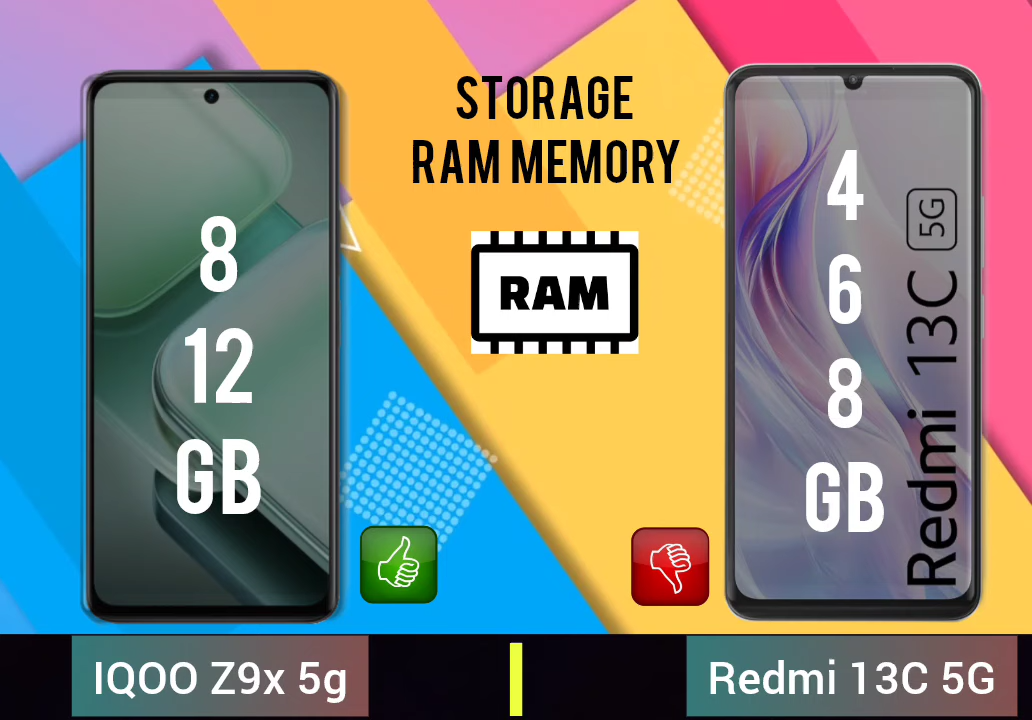 STORAGE
RAM MEMORY
RAM
8
12
GB
4
6
8
GB
Redmi 13C 5G
IQOO Z9x 5g
Redmi 13C 5G